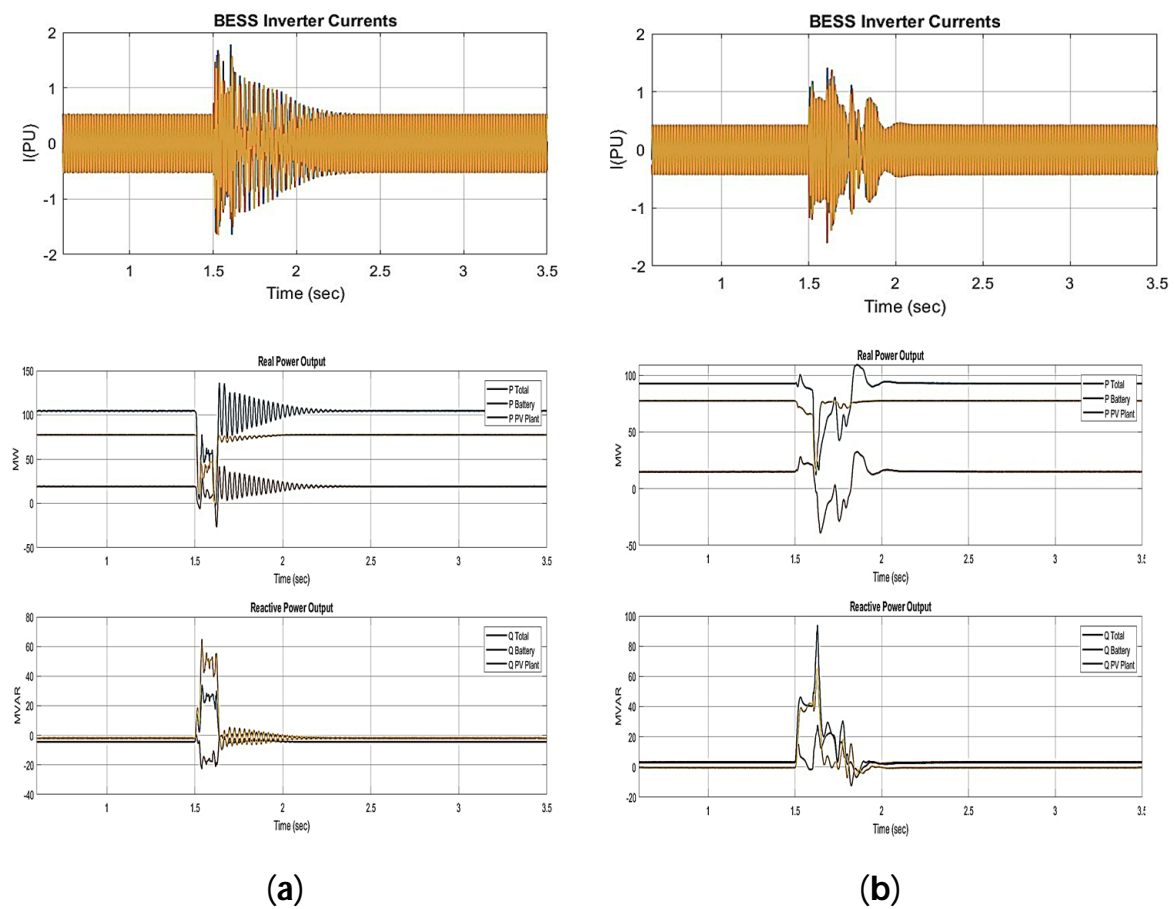 BESS Inverter Currents
2
1
0
-1
-2
I(PU)
1
1.5
2
2.5
3
3.5
Time (sec)
Real Power Output
150
100
50
0
-50
MW
P Total
P Battery
P PV Plant
1
1.5
2
2.5
3
3.5
Time (sec)
Reactive Power Output
80
60
40
20
0
-20
-40
MVAR
Q Total
Q Battery
Q PV Plant
1
1.5
2
2.5
3
3.5
Time (sec)
(a)
BESS Inverter Currents
2
1
0
-1
-2
I(PU)
1
1.5
2
2.5
3
3.5
Time (sec)
Real Power Output
100
50
0
-50
MW
P Total
P Battery
P PV Plant
1
1.5
2
2.5
3
3.5
Time (sec)
Reactive Power Output
100
80
60
40
20
0
-20
MVAR
Q Total
Q Battery
Q PV Plant
1
1.5
2
2.5
3
3.5
Time (sec)
(b)